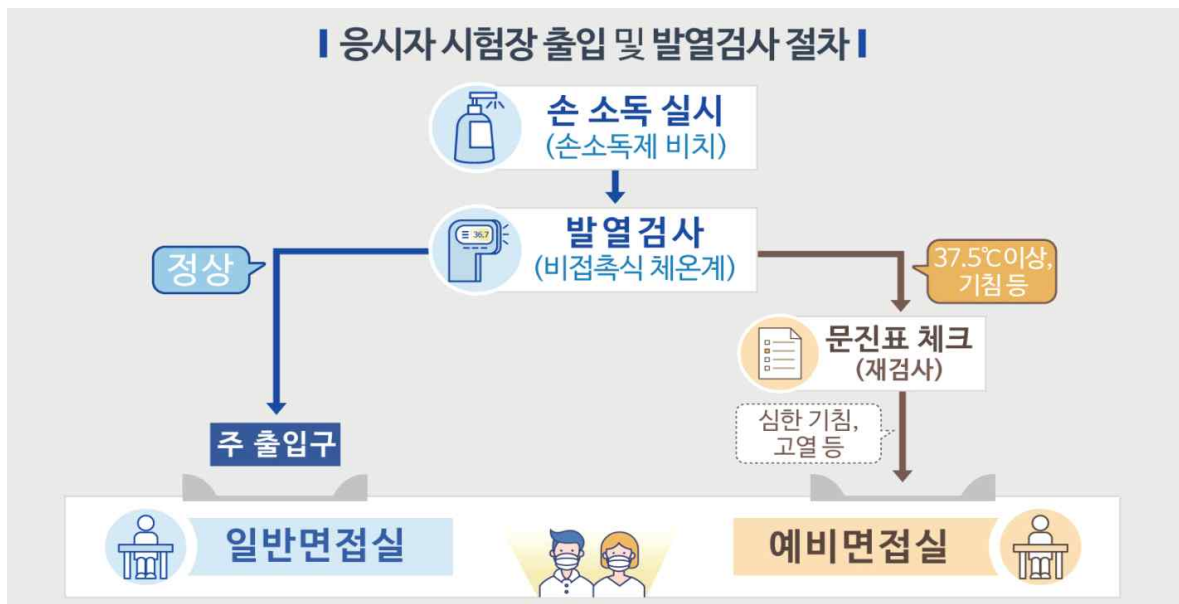 응시자 시험장 출입 및 발열검사 절차
손 소독 실시
(손소독제 비치)
발열검사
(비접촉식 체온계)
36.7
정상
37.5℃이상,
기침 등
문진표 체크
(재검사)
심한 기침,
고열 등
주 출입구
일반면접실
예비면접실